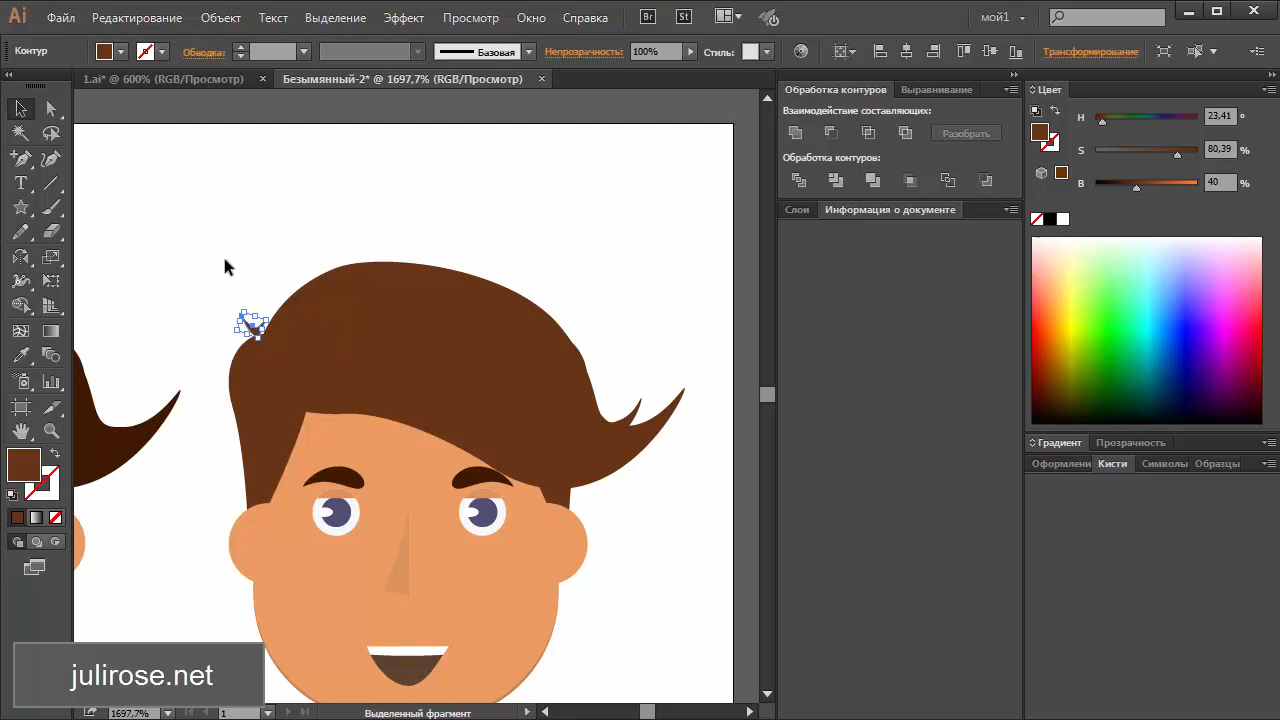 Ai Файл Редактирование Объект Текст Выделение Эффект Просмотр Окно Справка Br St мой1
Контур Обводка: Базовая Непрозрачность: 100% Стиль: Трансформирование
1.ai* @ 600% (RGB/Просмотр) Безымянный-2* @ 1697,7% (RGB/Просмотр)
Обработка контуров Выравнивание
Взаимодействие составляющих:
Разобрать
Обработка контуров:
Слои Информация о документе
Цвет
H 23,41 °
S 80,39 %
B 40 %
Градиент Прозрачность
Оформлени Кисти Символы Образцы
T
julirose.net
1697,7% 1 Выделенный фрагмент